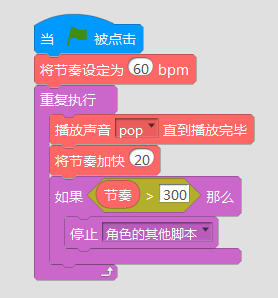 当 被点击
将节奏设定为 60 bpm
重复执行
播放声音 pop 直到播放完毕
将节奏加快 20
如果 节奏 > 300 那么
停止 角色的其他脚本